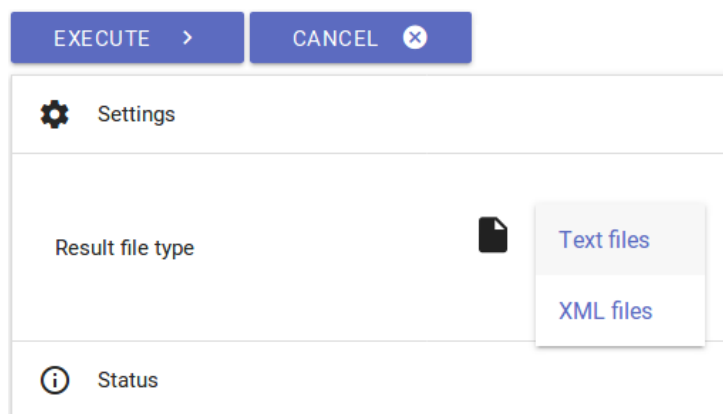 EXECUTE CANCEL
Settings
Result file type
Text files
XML files
Status